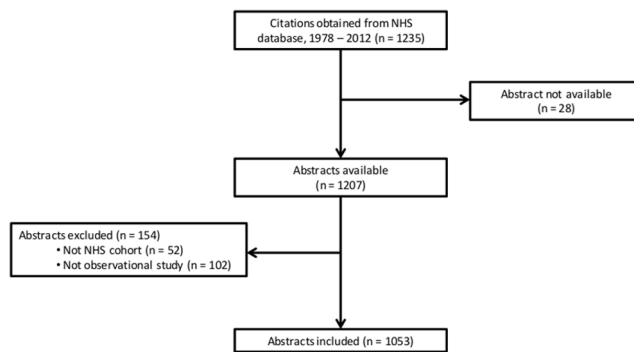 Citations obtained from NHS
database, 1978 – 2012 (n = 1235)
Abstract not available
(n = 28)
Abstracts available
(n = 1207)
Abstracts excluded (n = 154)
• Not NHS cohort (n = 52)
• Not observational study (n = 102)
Abstracts included (n = 1053)